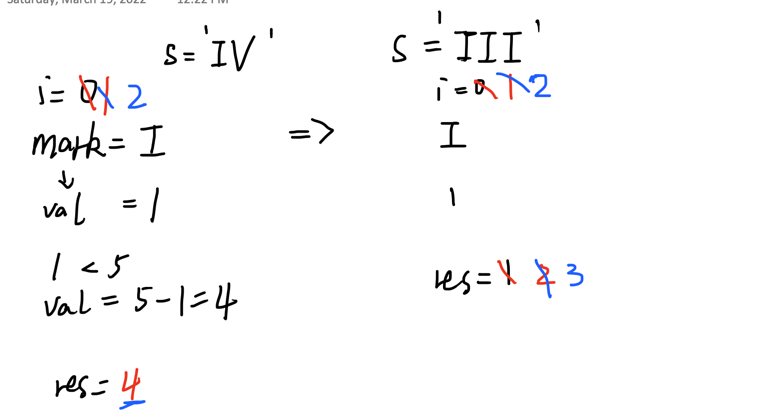 Saturday, March 19, 2022 12:22 PM
s = 'IV'
i = 0 1 2
mark = I
↓
val = 1
1 < 5
val = 5 - 1 = 4
res = 4
=>
s = 'III'
i = 0 1 2
I
1
res = 1 2 3